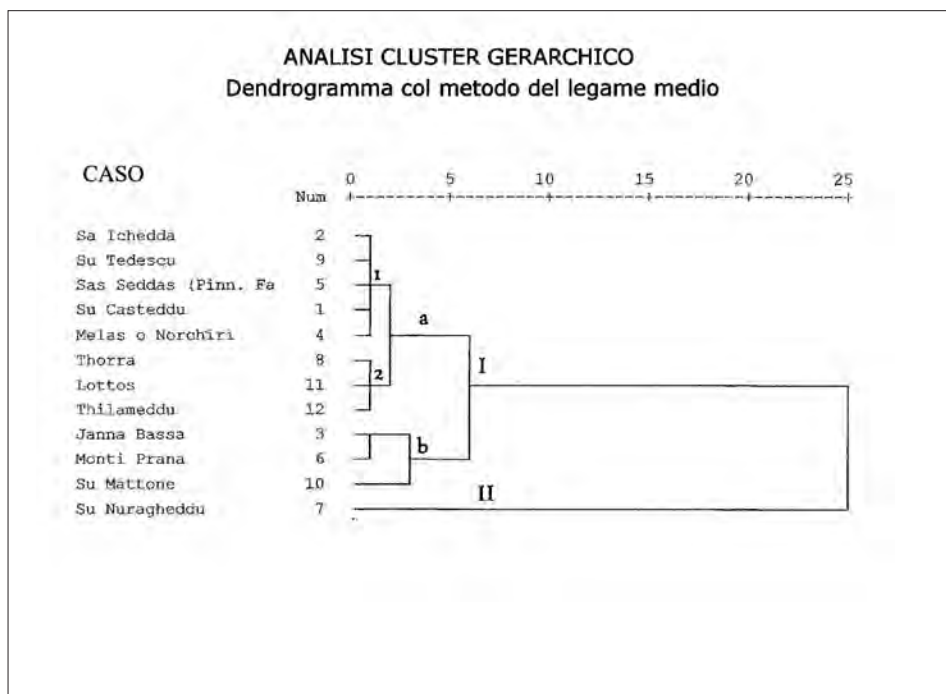 ANALISI CLUSTER GERARCHICO
Dendrogramma col metodo del legame medio
CASO
0 5 10 15 20 25
Num
Sa Ichedda 2
Su Tedescu 9
1
Sas Seddas (Pinn. Fa 5
Su Casteddu 1
a
Melas o Norchiri 4
Thorra 8
I
2
Lottos 11
Thilameddu 12
Janna Bassa 3
b
Monti Prana 6
Su Mattone 10
II
Su Nuragheddu 7